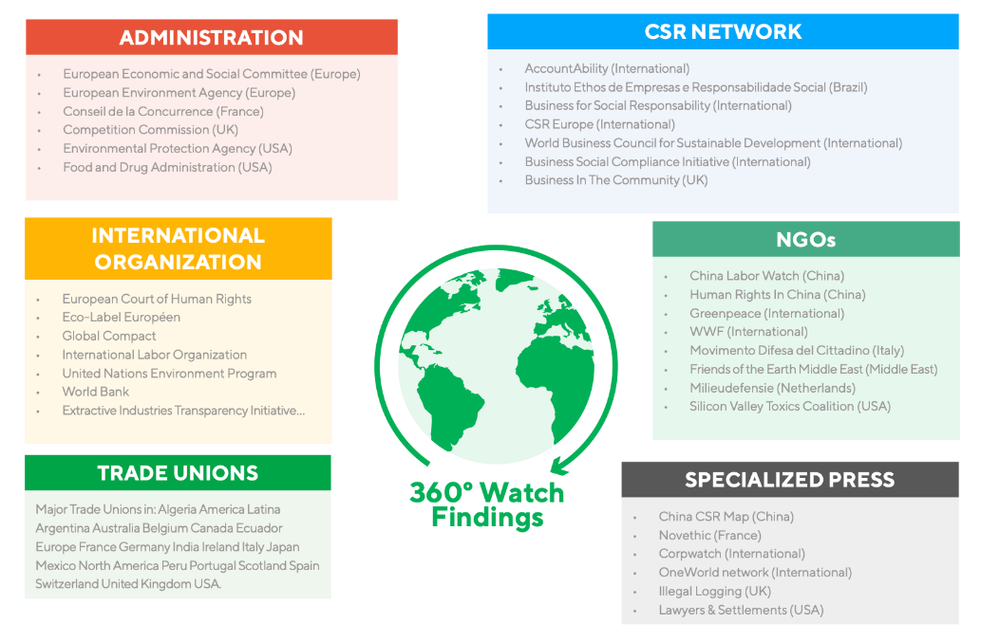 ADMINISTRATION
• European Economic and Social Committee (Europe)
• European Environment Agency (Europe)
• Conseil de la Concurrence (France)
• Competition Commission (UK)
• Environmental Protection Agency (USA)
• Food and Drug Administration (USA)
CSR NETWORK
• AccountAbility (International)
• Instituto Ethos de Empresas e Responsabilidade Social (Brazil)
• Business for Social Responsability (International)
• CSR Europe (International)
• World Business Council for Sustainable Development (International)
• Business Social Compliance Initiative (International)
• Business In The Community (UK)
INTERNATIONAL
ORGANIZATION
• European Court of Human Rights
• Eco-Label Européen
• Global Compact
• International Labor Organization
• United Nations Environment Program
• World Bank
• Extractive Industries Transparency Initiative...
NGOs
• China Labor Watch (China)
• Human Rights In China (China)
• Greenpeace (International)
• WWF (International)
• Movimento Difesa del Cittadino (Italy)
• Friends of the Earth Middle East (Middle East)
• Milieudefensie (Netherlands)
• Silicon Valley Toxics Coalition (USA)
TRADE UNIONS
Major Trade Unions in: Algeria America Latina
Argentina Australia Belgium Canada Ecuador
Europe France Germany India Ireland Italy Japan
Mexico North America Peru Portugal Scotland Spain
Switzerland United Kingdom USA.
360° Watch
Findings
SPECIALIZED PRESS
• China CSR Map (China)
• Novethic (France)
• Corpwatch (International)
• OneWorld network (International)
• Illegal Logging (UK)
• Lawyers & Settlements (USA)